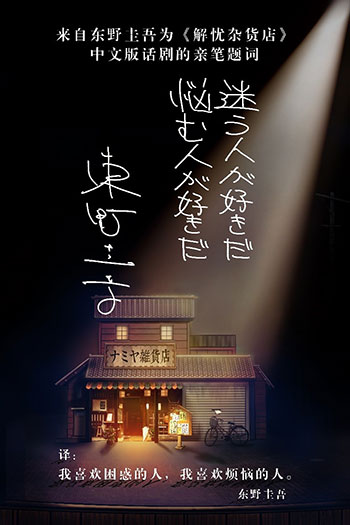 来自东野圭吾为《解忧杂货店》
中文版话剧的亲笔题词
迷う人が好きだ
悩む人が好きだ
東野圭吾
ナミヤ雑貨店
译:
我喜欢困惑的人，我喜欢烦恼的人。
东野圭吾